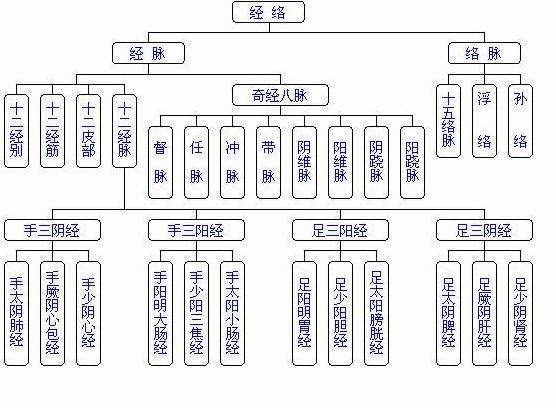 经络
经脉
络脉
奇经八脉
十二经别
十二经筋
十二皮部
十二经脉
督脉
任脉
冲脉
带脉
阴维脉
阳维脉
阴跷脉
阳跷脉
十五络脉
浮络
孙络
手三阴经
手三阳经
足三阳经
足三阴经
手太阴肺经
手厥阴心包经
手少阴心经
手阳明大肠经
手少阳三焦经
手太阳小肠经
足阳明胃经
足少阳胆经
足太阳膀胱经
足太阴脾经
足厥阴肝经
足少阴肾经